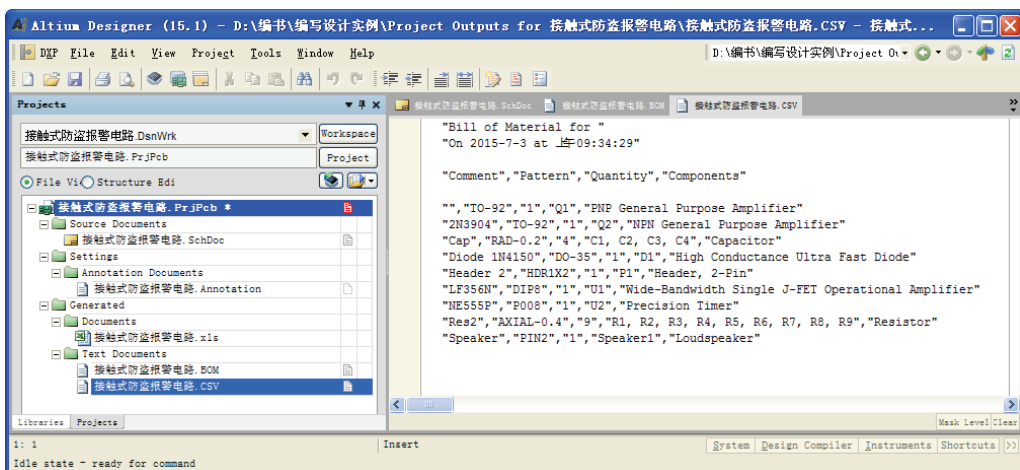 Altium Designer (15.1) - D:\编书\编写设计实例\Project Outputs for 接触式防盗报警电路\接触式防盗报警电路.CSV - 接触式...
DXP File Edit View Project Tools Window Help
D:\编书\编写设计实例\Project Ou
Projects
接触式防盗报警电路.SchDoc 接触式防盗报警电路.BOM 接触式防盗报警电路.CSV
接触式防盗报警电路.DsnWrk Workspace
接触式防盗报警电路.PrjPcb Project
File Vi Structure Edi
接触式防盗报警电路.PrjPcb *
Source Documents
接触式防盗报警电路.SchDoc
Settings
Annotation Documents
接触式防盗报警电路.Annotation
Generated
Documents
接触式防盗报警电路.xls
Text Documents
接触式防盗报警电路.BOM
接触式防盗报警电路.CSV
Libraries Projects
"Bill of Material for "
"On 2015-7-3 at 上午09:34:29"
"Comment","Pattern","Quantity","Components"
"","TO-92","1","Q1","PNP General Purpose Amplifier"
"2N3904","TO-92","1","Q2","NPN General Purpose Amplifier"
"Cap","RAD-0.2","4","C1, C2, C3, C4","Capacitor"
"Diode 1N4150","DO-35","1","D1","High Conductance Ultra Fast Diode"
"Header 2","HDR1X2","1","P1","Header, 2-Pin"
"LF356N","DIP8","1","U1","Wide-Bandwidth Single J-FET Operational Amplifier"
"NE555P","P008","1","U2","Precision Timer"
"Res2","AXIAL-0.4","9","R1, R2, R3, R4, R5, R6, R7, R8, R9","Resistor"
"Speaker","PIN2","1","Speaker1","Loudspeaker"
Mask Level Clear
1: 1 Insert System Design Compiler Instruments Shortcuts >>
Idle state - ready for command